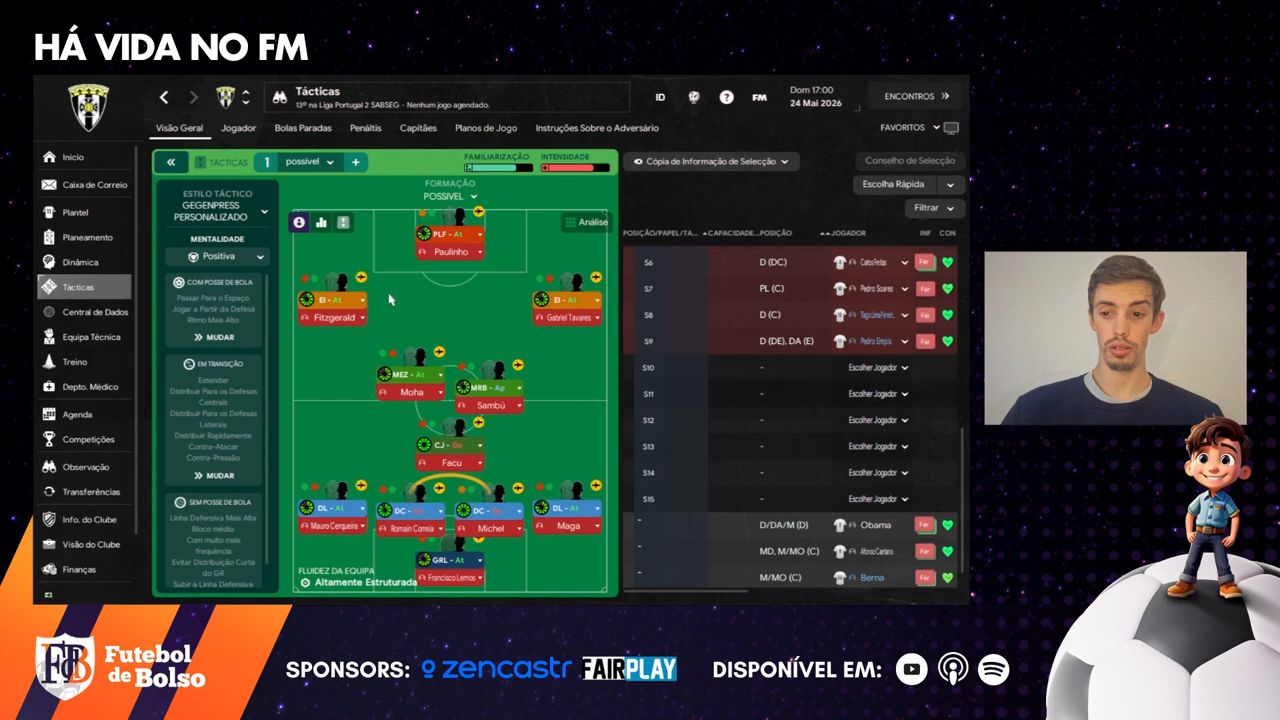 HÁ VIDA NO FM
Tácticas
13º na Liga Portugal 2 SABSEG - Nenhum jogo agendado.
ID
FM
Dom 17:00
24 Mai 2026
ENCONTROS
Visão Geral
Jogador
Bolas Paradas
Penáltis
Capitães
Planos de Jogo
Instruções Sobre o Adversário
FAVORITOS
Início
Caixa de Correio
Plantel
Planeamento
Dinâmica
Tácticas
Central de Dados
Equipa Técnica
Treino
Depto. Médico
Agenda
Competições
Observação
Transferências
Info. do Clube
Visão do Clube
Finanças
TÁCTICAS
1
possivel
FAMILIARIZAÇÃO
INTENSIDADE
ESTILO TÁCTICO
GEGENPRESS
PERSONALIZADO
MENTALIDADE
Positiva
COM POSSE DE BOLA
Passar Para o Espaço
Jogar a Partir da Defesa
Ritmo Mais Alto
MUDAR
EM TRANSIÇÃO
Estender
Distribuir Para os Defesas
Centrais
Distribuir Para os Defesas
Laterais
Distribuir Rapidamente
Contra-Atacar
Contra-Pressão
MUDAR
SEM POSSE DE BOLA
Linha Defensiva Mais Alta
Bloco médio
Com muito mais
frequência
Evitar Distribuição Curta
do GR
Subir a Linha Defensiva
FORMAÇÃO
POSSIVEL
Análise
PLF - At
Paulinho
EI - At
Fitzgerald
EI - At
Gabriel Tavares
MEZ - At
Moha
MRB - Ap
Sambú
CJ - De
Facu
DL - At
Mauro Cerqueira
DC - De
Romain Correia
DC - De
Michel
DL - At
Maga
GRL - At
Francisco Lemos
FLUIDEZ DA EQUIPA
Altamente Estruturada
Cópia de Informação de Selecção
Conselho de Selecção
Escolha Rápida
Filtrar
POSIÇÃO/PAPEL/TA...
CAPACIDADE...
POSIÇÃO
JOGADOR
INF
CON
S6
D (DC)
Fér
S7
PL (C)
Pedro Soares
Fér
S8
D (C)
Fér
S9
D (DE), DA (E)
Pedro Empis
Fér
S10
-
Escolher Jogador
S11
-
Escolher Jogador
S12
-
Escolher Jogador
S13
-
Escolher Jogador
S14
-
Escolher Jogador
S15
-
Escolher Jogador
-
D/DA/M (D)
Obama
Fér
-
MD, M/MO (C)
Afonso Caetano
Fér
-
M/MO (C)
Berna
Fér
FdB
Futebol
de Bolso
SPONSORS:
zencastr
FAIRPLAY
DISPONÍVEL EM: